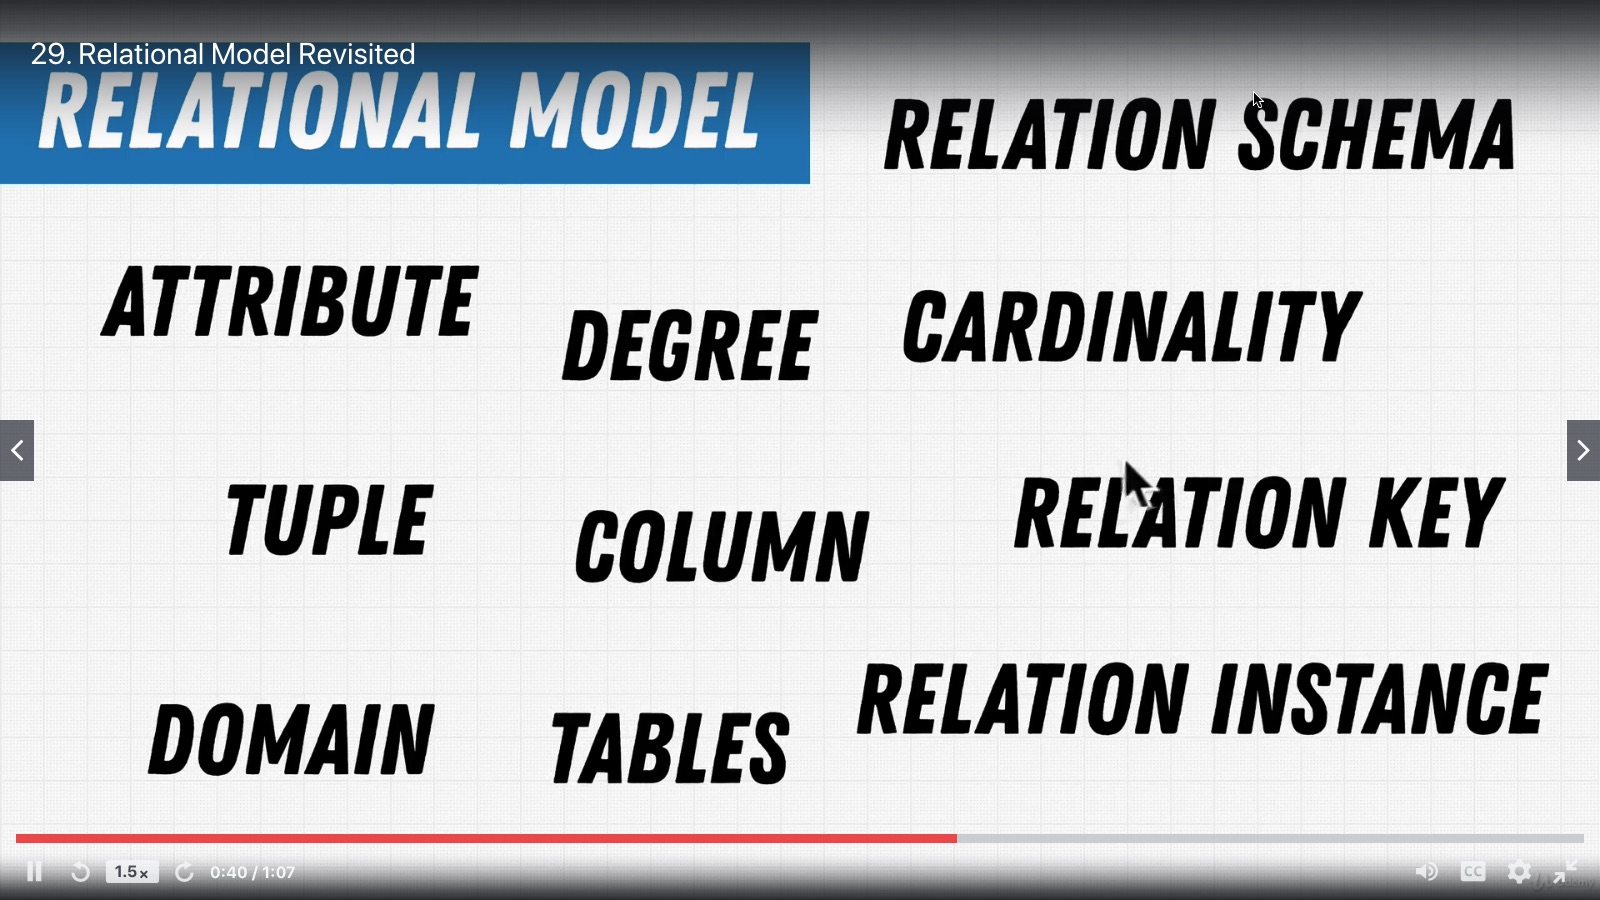 29. Relational Model Revisited
RELATIONAL MODEL
RELATION SCHEMA
ATTRIBUTE
DEGREE
CARDINALITY
TUPLE
COLUMN
RELATION KEY
DOMAIN
TABLES
RELATION INSTANCE
1.5x
0:40 / 1:07
CC